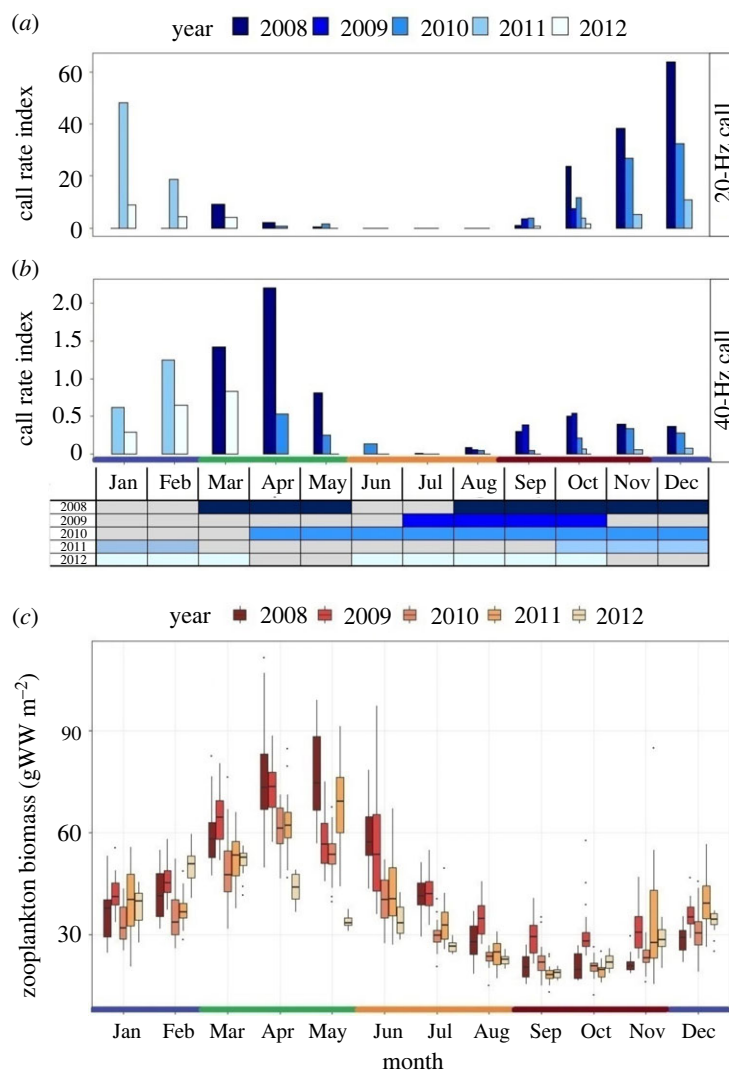 (a) year 2008 2009 2010 2011 2012
60
40
20
0
call rate index
20-Hz call
(b)
2.0
1.5
1.0
0.5
0
call rate index
40-Hz call
Jan Feb Mar Apr May Jun Jul Aug Sep Oct Nov Dec
2008
2009
2010
2011
2012
(c) year 2008 2009 2010 2011 2012
90
60
30
zooplankton biomass (gWW m⁻²)
Jan Feb Mar Apr May Jun Jul Aug Sep Oct Nov Dec
month